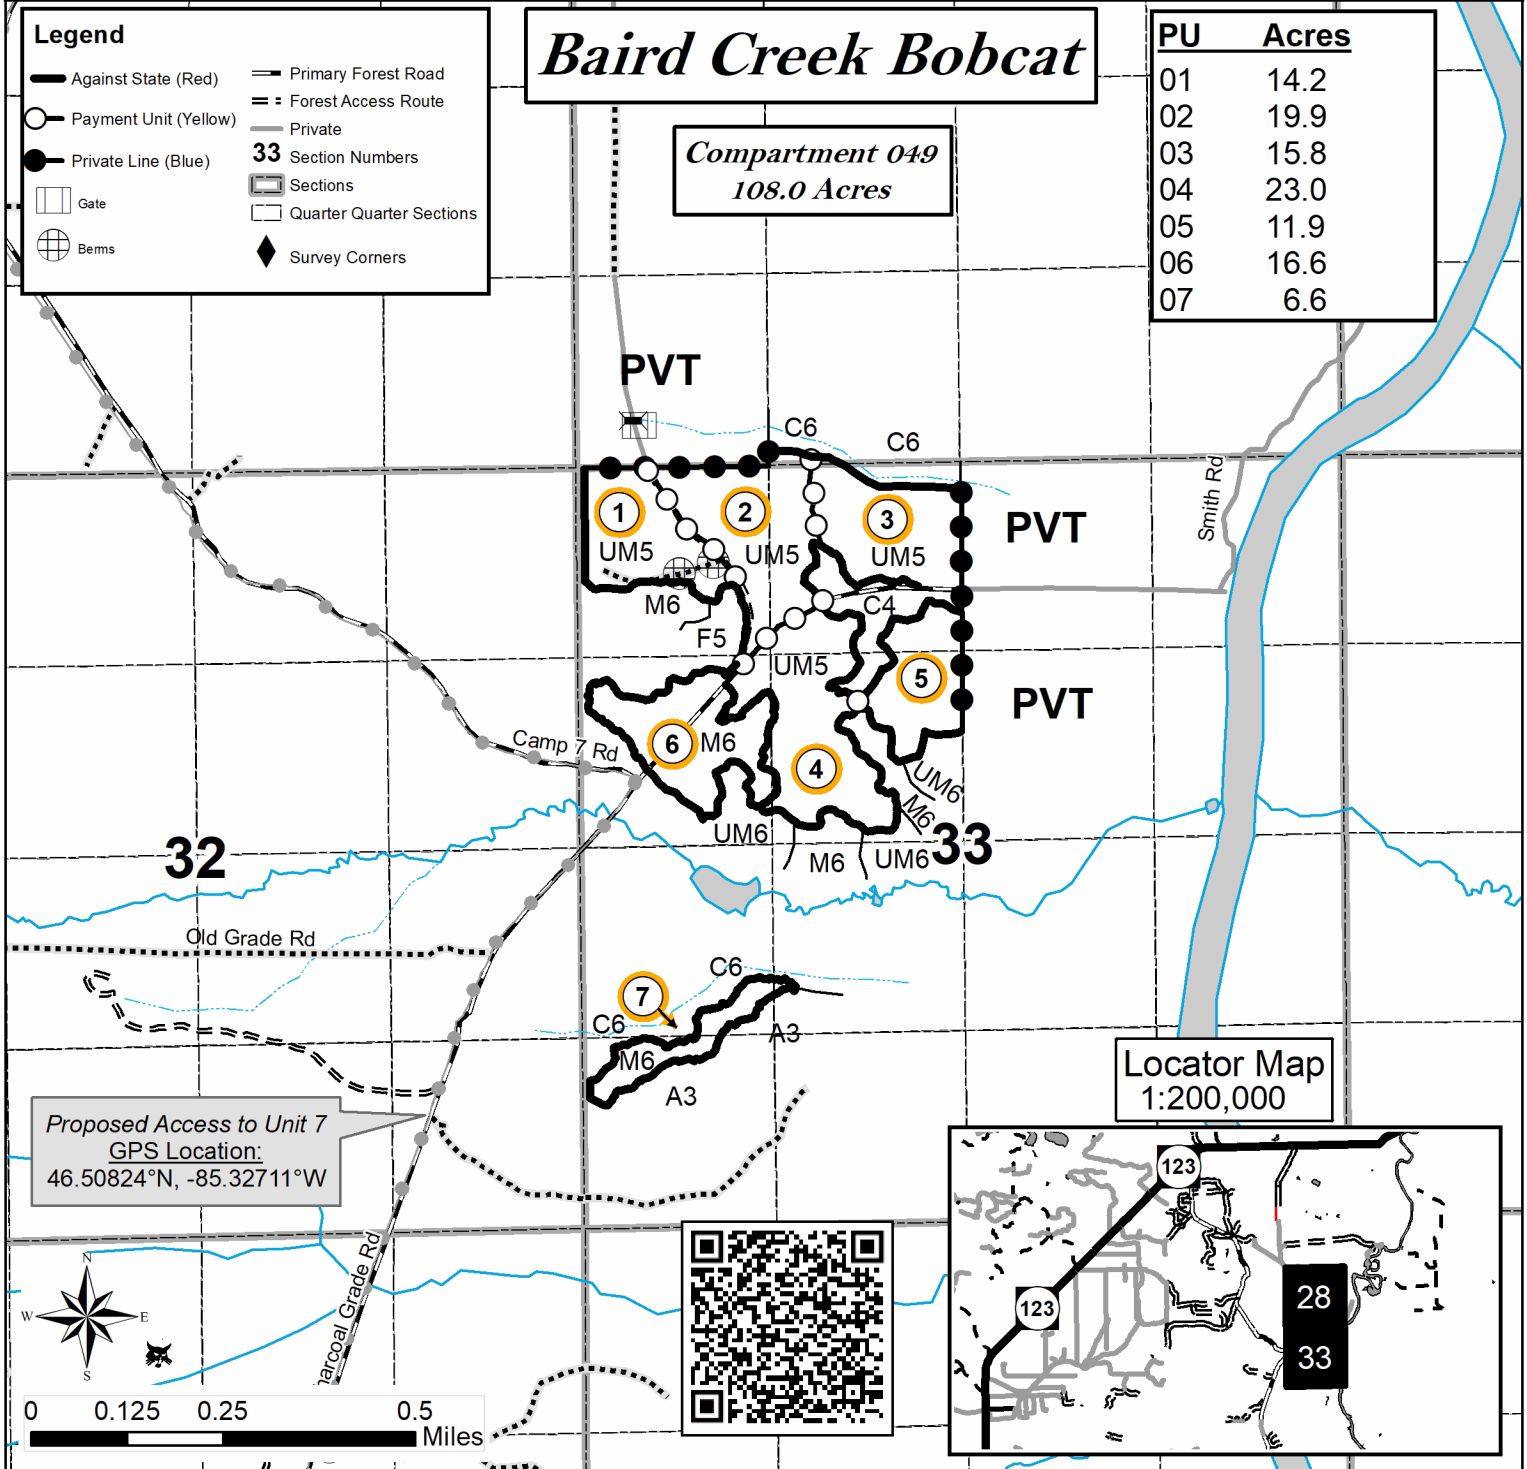 Legend
Against State (Red)
Payment Unit (Yellow)
Private Line (Blue)
Gate
Berms
Primary Forest Road
Forest Access Route
Private
33 Section Numbers
Sections
Quarter Quarter Sections
Survey Corners
Baird Creek Bobcat
Compartment 049
108.0 Acres
PU Acres
01 14.2
02 19.9
03 15.8
04 23.0
05 11.9
06 16.6
07 6.6
PVT
C6
C6
Smith Rd
1
2
3
PVT
UM5
UM5
UM5
M6
C4
F5
UM5
5
PVT
6
M6
4
Camp 7 Rd
UM6
M6
UM6
M6
UM6
32
33
Old Grade Rd
C6
7
C6
A3
M6
A3
Locator Map
1:200,000
Proposed Access to Unit 7
GPS Location:
46.50824°N, -85.32711°W
123
123
28
33
harcoal Grade Rd
N
W
E
S
0 0.125 0.25 0.5
Miles